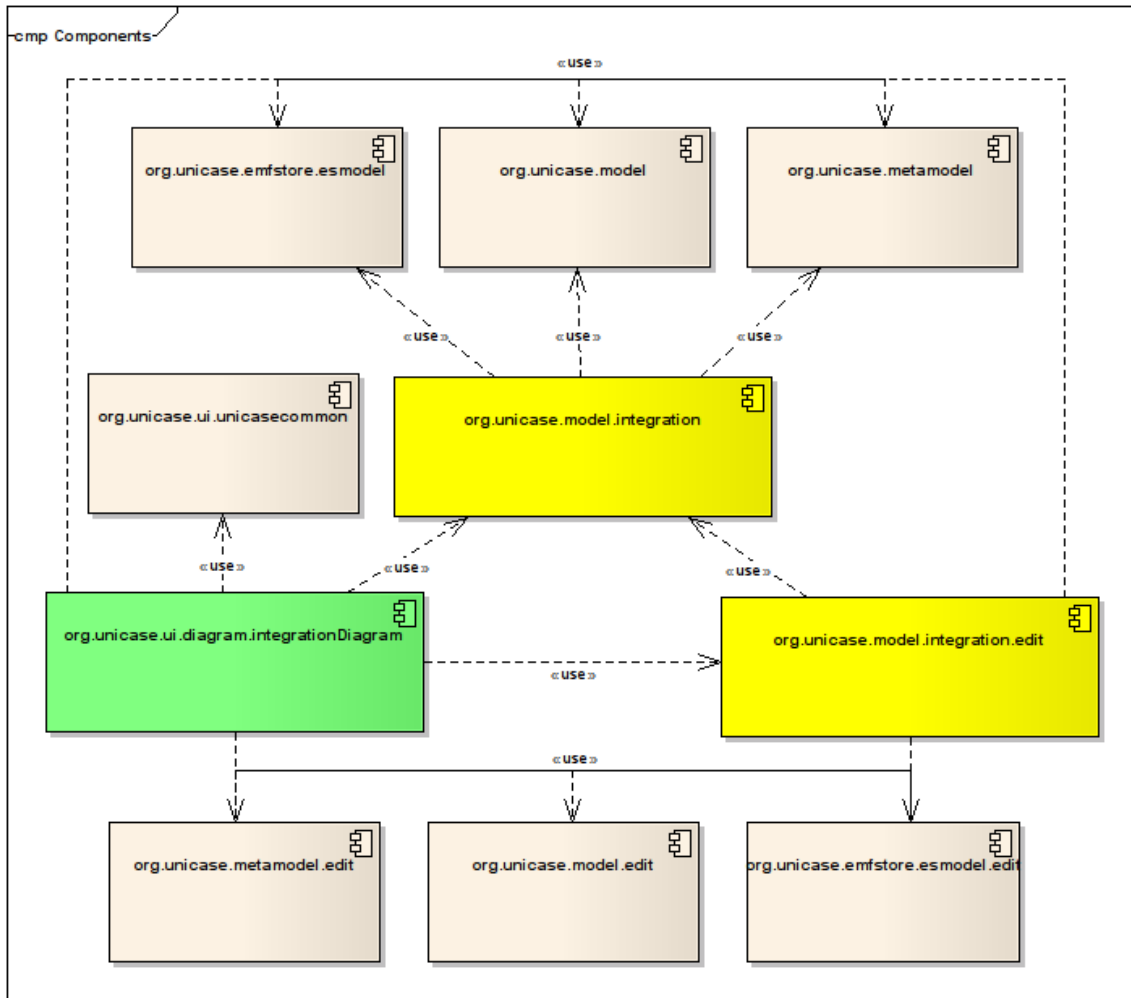 cmp Components
«use»
org.unicase.emfstore.esmodel
org.unicase.model
org.unicase.metamodel
«use»
«use»
«use»
org.unicase.ui.unicasecommon
org.unicase.model.integration
«use»
«use»
«use»
org.unicase.ui.diagram.integrationDiagram
org.unicase.model.integration.edit
«use»
«use»
org.unicase.metamodel.edit
org.unicase.model.edit
org.unicase.emfstore.esmodel.edit